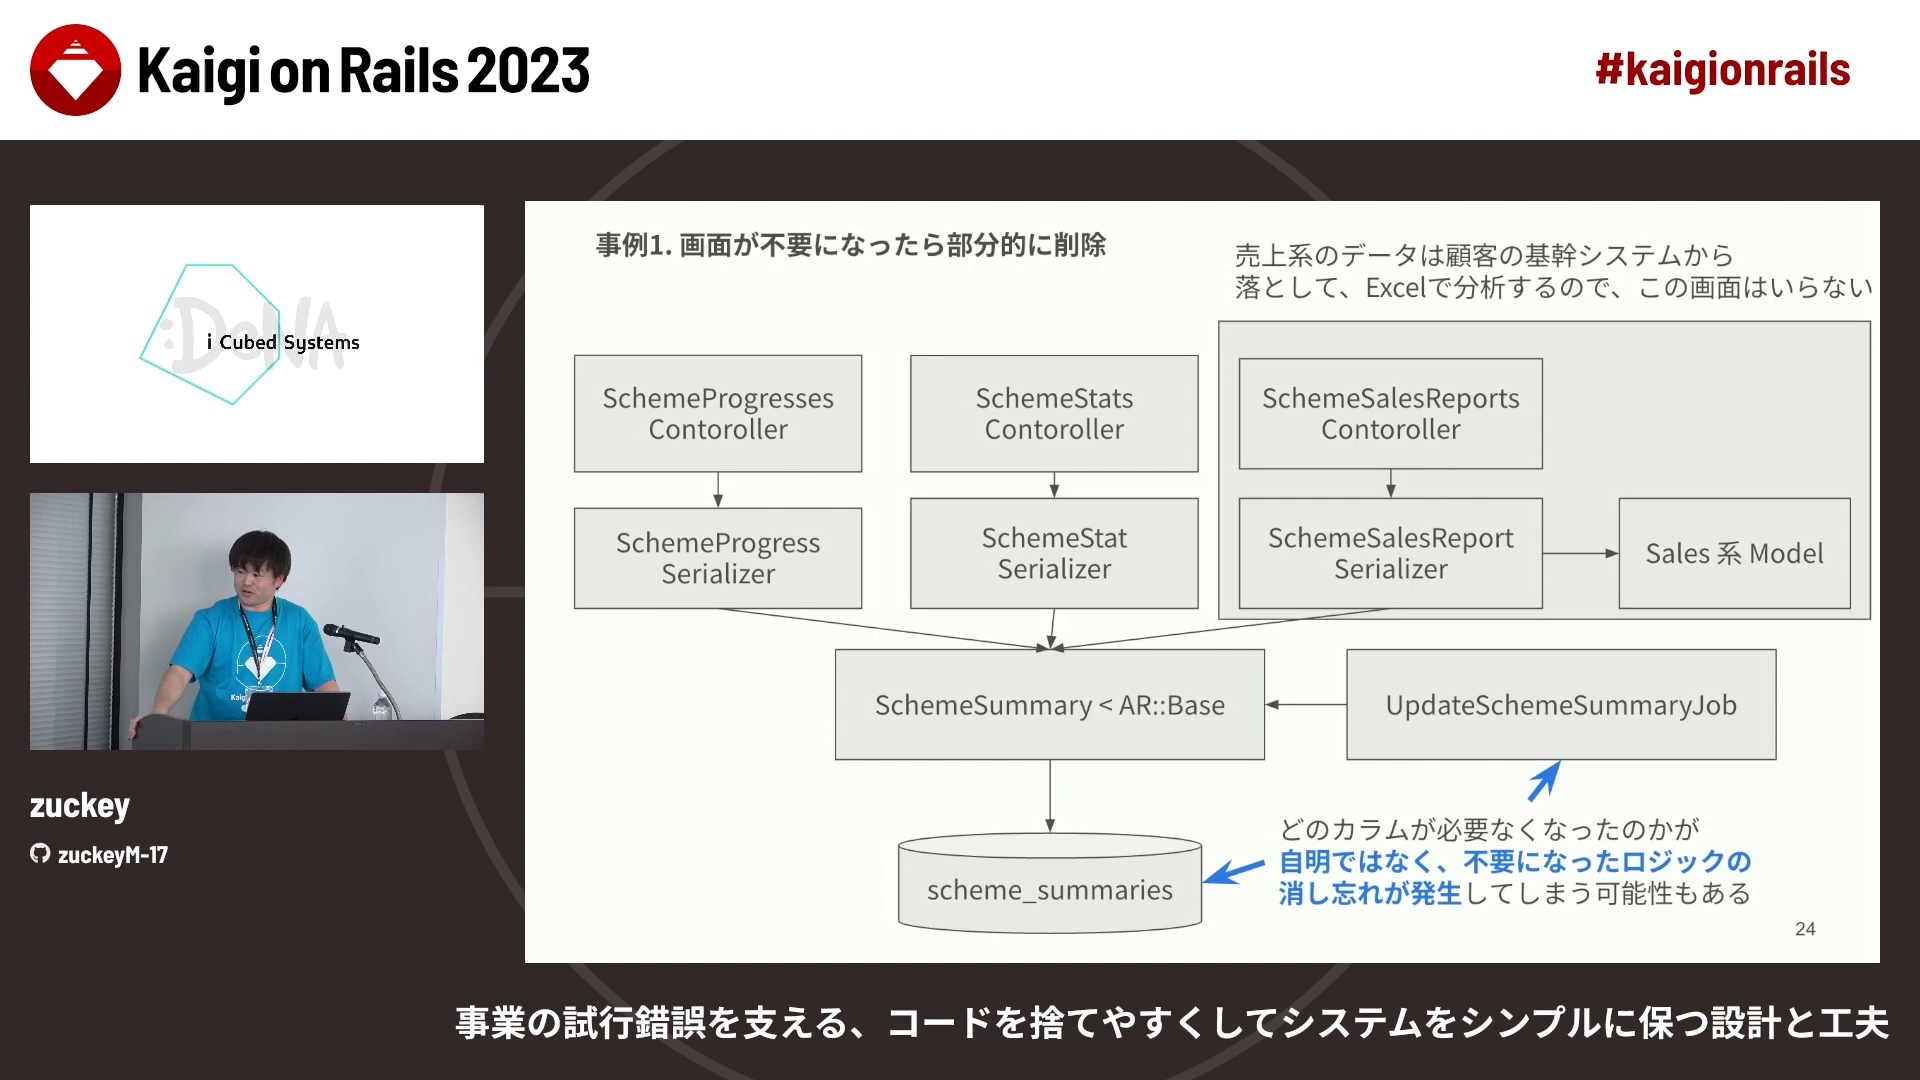 Kaigi on Rails 2023
#kaigionrails
:DeNA
i Cubed Systems
zuckey
zuckeyM-17
事例1. 画面が不要になったら部分的に削除
売上系のデータは顧客の基幹システムから
落として、Excelで分析するので、この画面はいらない
SchemeProgresses
Contoroller
SchemeStats
Contoroller
SchemeSalesReports
Contoroller
SchemeProgress
Serializer
SchemeStat
Serializer
SchemeSalesReport
Serializer
Sales 系 Model
SchemeSummary < AR::Base
UpdateSchemeSummaryJob
scheme_summaries
どのカラムが必要なくなったのかが
自明ではなく、不要になったロジックの
消し忘れが発生してしまう可能性もある
24
事業の試行錯誤を支える、コードを捨てやすくしてシステムをシンプルに保つ設計と工夫